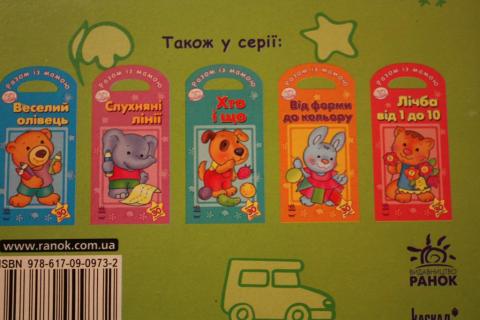 Також у серії:
Разом із мамою
Веселий
олівець
Разом із мамою
Слухняні
лінії
Разом із мамою
Хто
і що
Разом із мамою
Від форми
до кольору
Разом із мамою
Лічба
від 1 до 10
www.ranok.com.ua
ISBN 978-617-09-0973-2
ВИДАВНИЦТВО
РАНОК